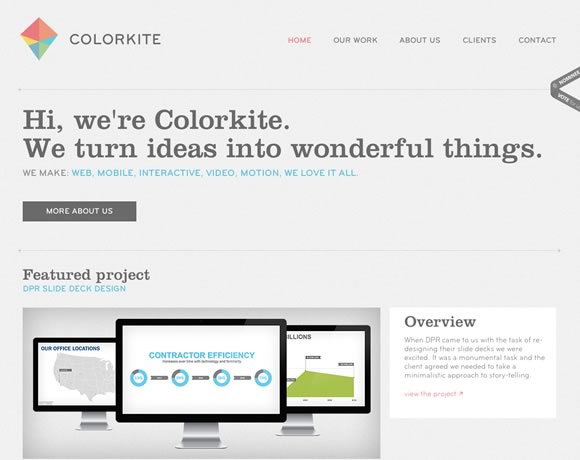 COLORKITE
HOME OUR WORK ABOUT US CLIENTS CONTACT
NOMINEE
VOTE
Hi, we're Colorkite.
We turn ideas into wonderful things.
WE MAKE: WEB, MOBILE, INTERACTIVE, VIDEO, MOTION, WE LOVE IT ALL.
MORE ABOUT US
Featured project
DPR SLIDE DECK DESIGN
OUR OFFICE LOCATIONS
CONTRACTOR EFFICIENCY
ILLIONS
Overview
When DPR came to us with the task of re-
designing their slide decks we were
excited. It was a monumental task and the
client agreed we needed to take a
minimalistic approach to story-telling.
view the project ↗